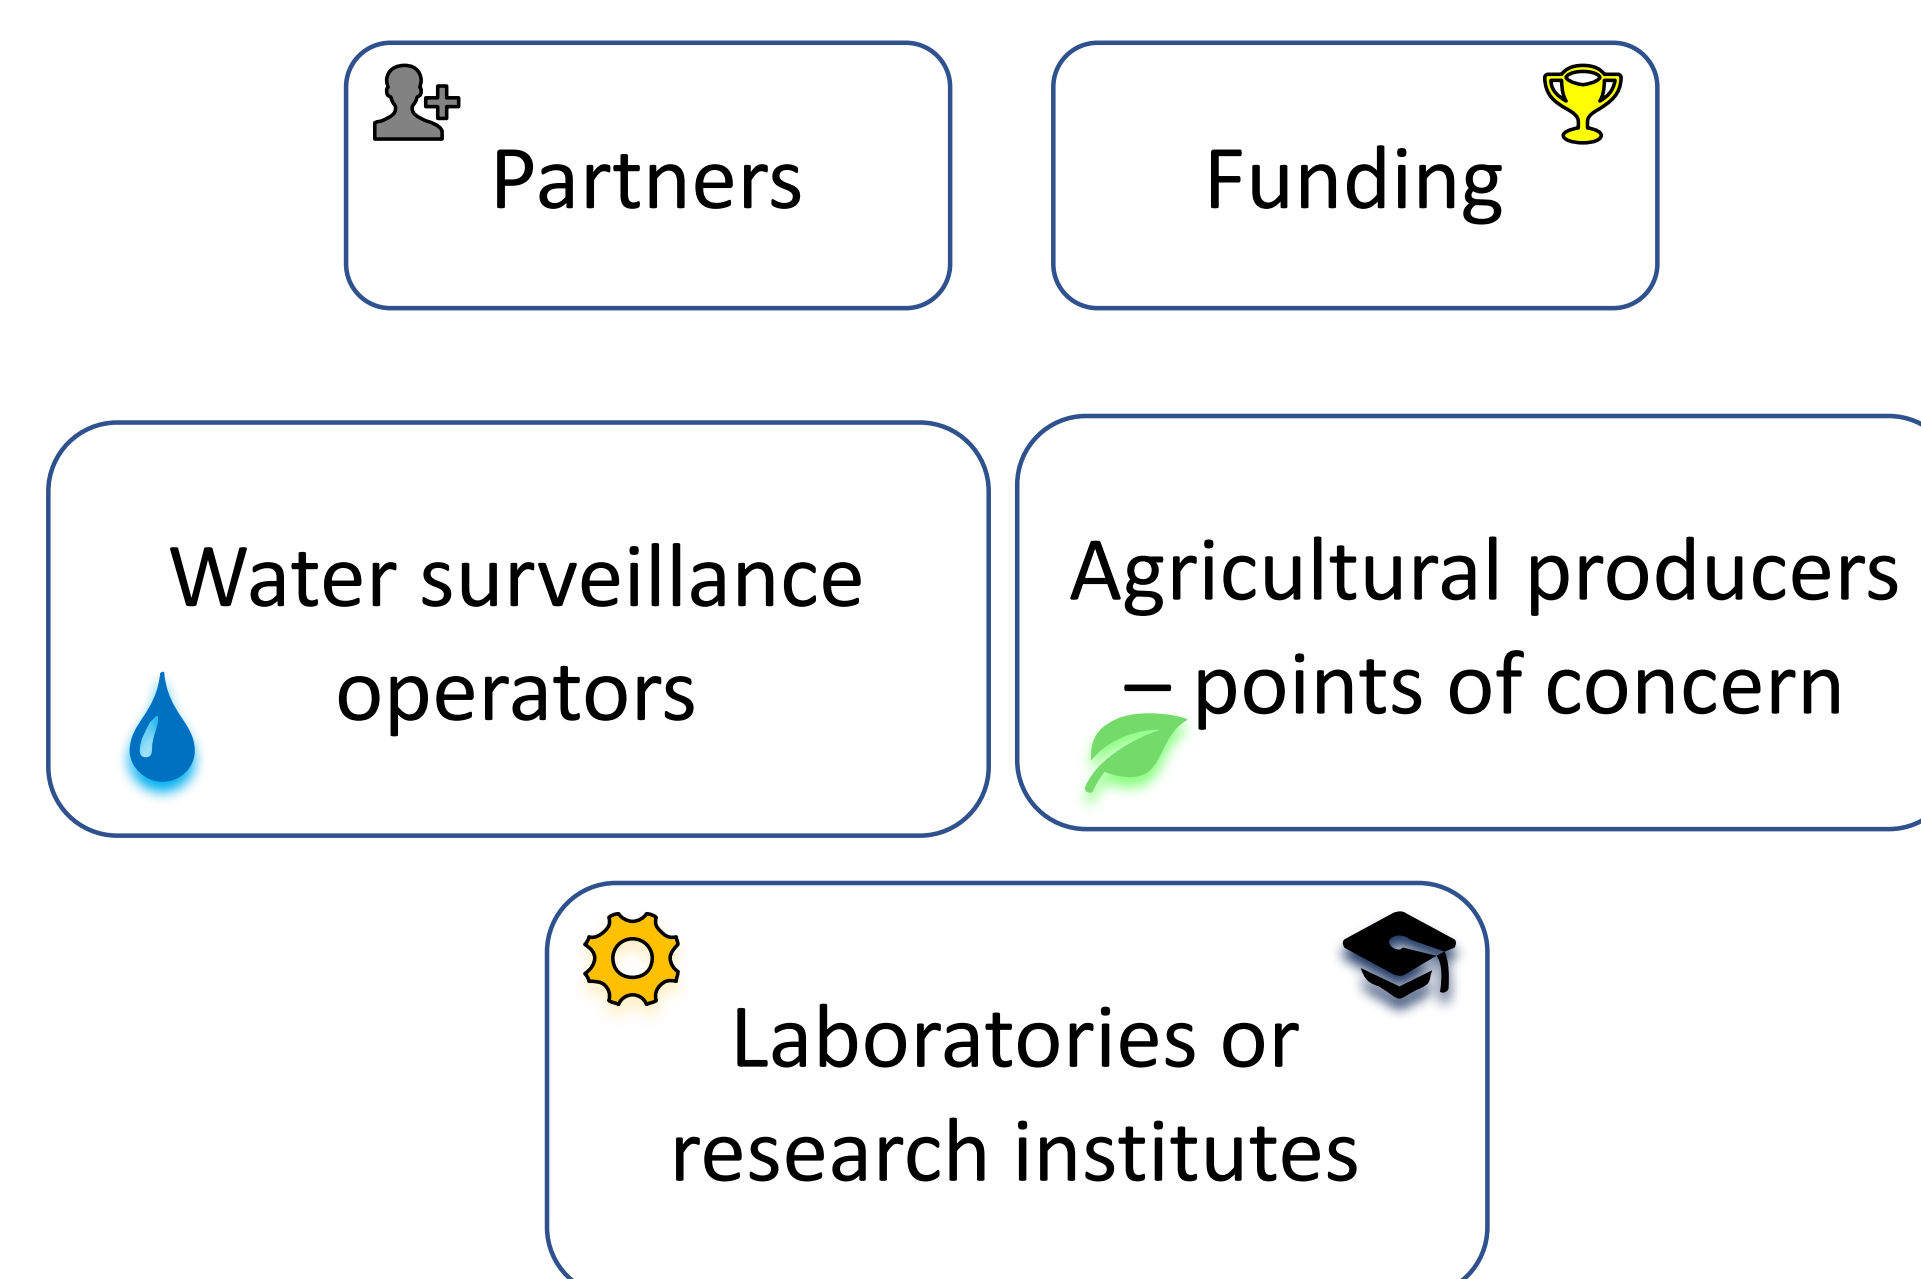 Partners
Funding
Water surveillance
operators
Agricultural producers
– points of concern
Laboratories or
research institutes